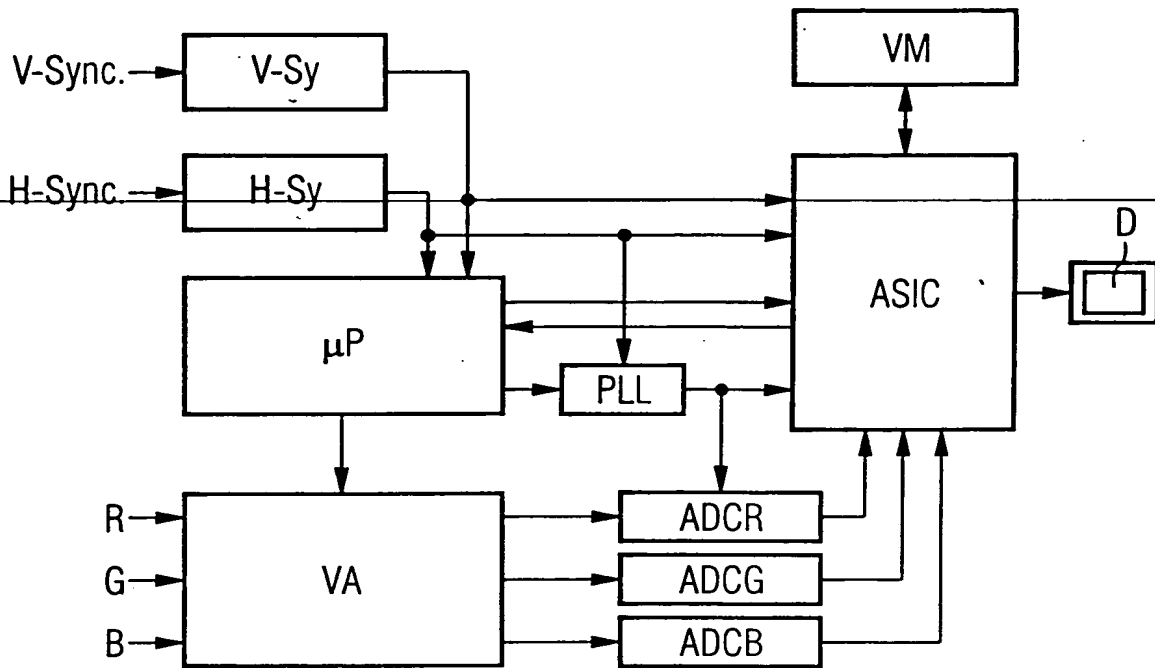 V-Sync.
V-Sy
VM
H-Sync.
H-Sy
D
ASIC
µP
PLL
R
ADCR
G
VA
ADCG
B
ADCB